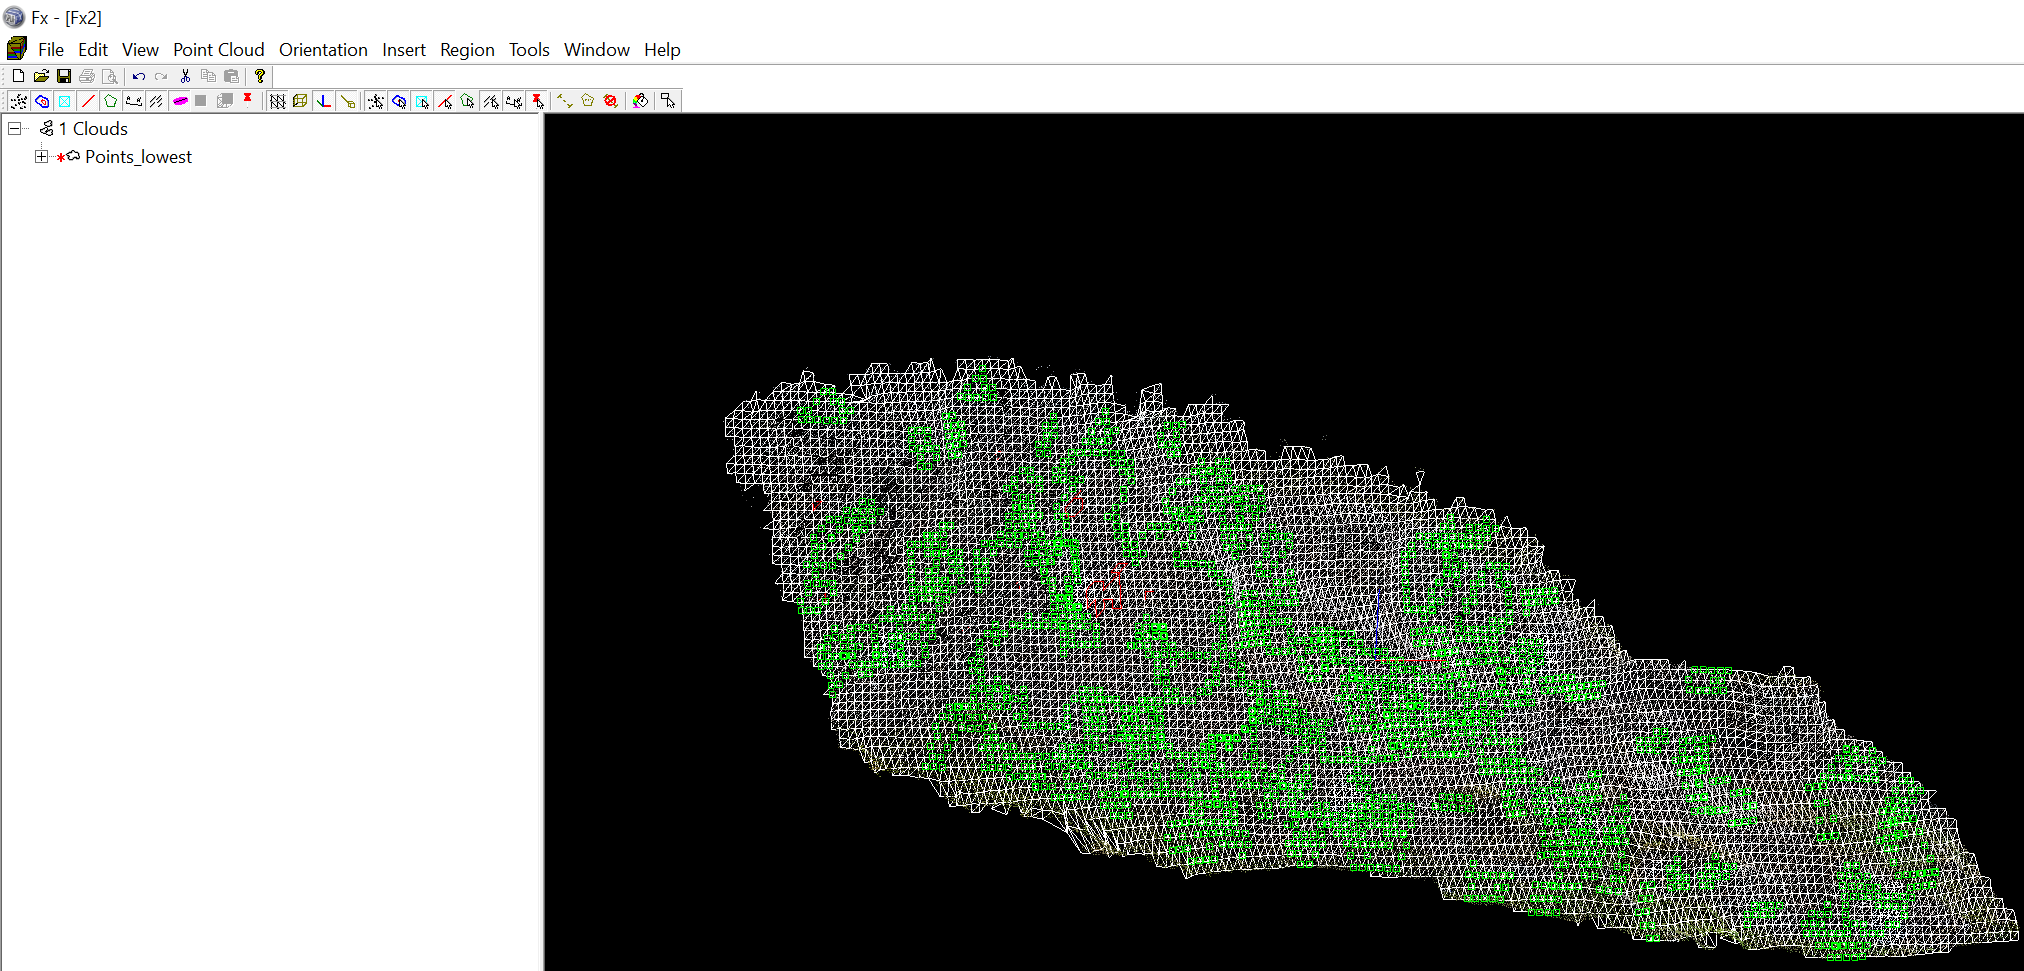 Fx - [Fx2]
File Edit View Point Cloud Orientation Insert Region Tools Window Help
1 Clouds
Points_lowest